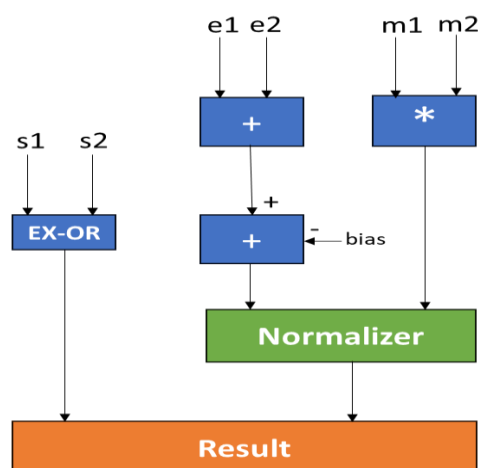 e1 e2 m1 m2
+ *
s1 s2
+
EX-OR + - bias
Normalizer
Result